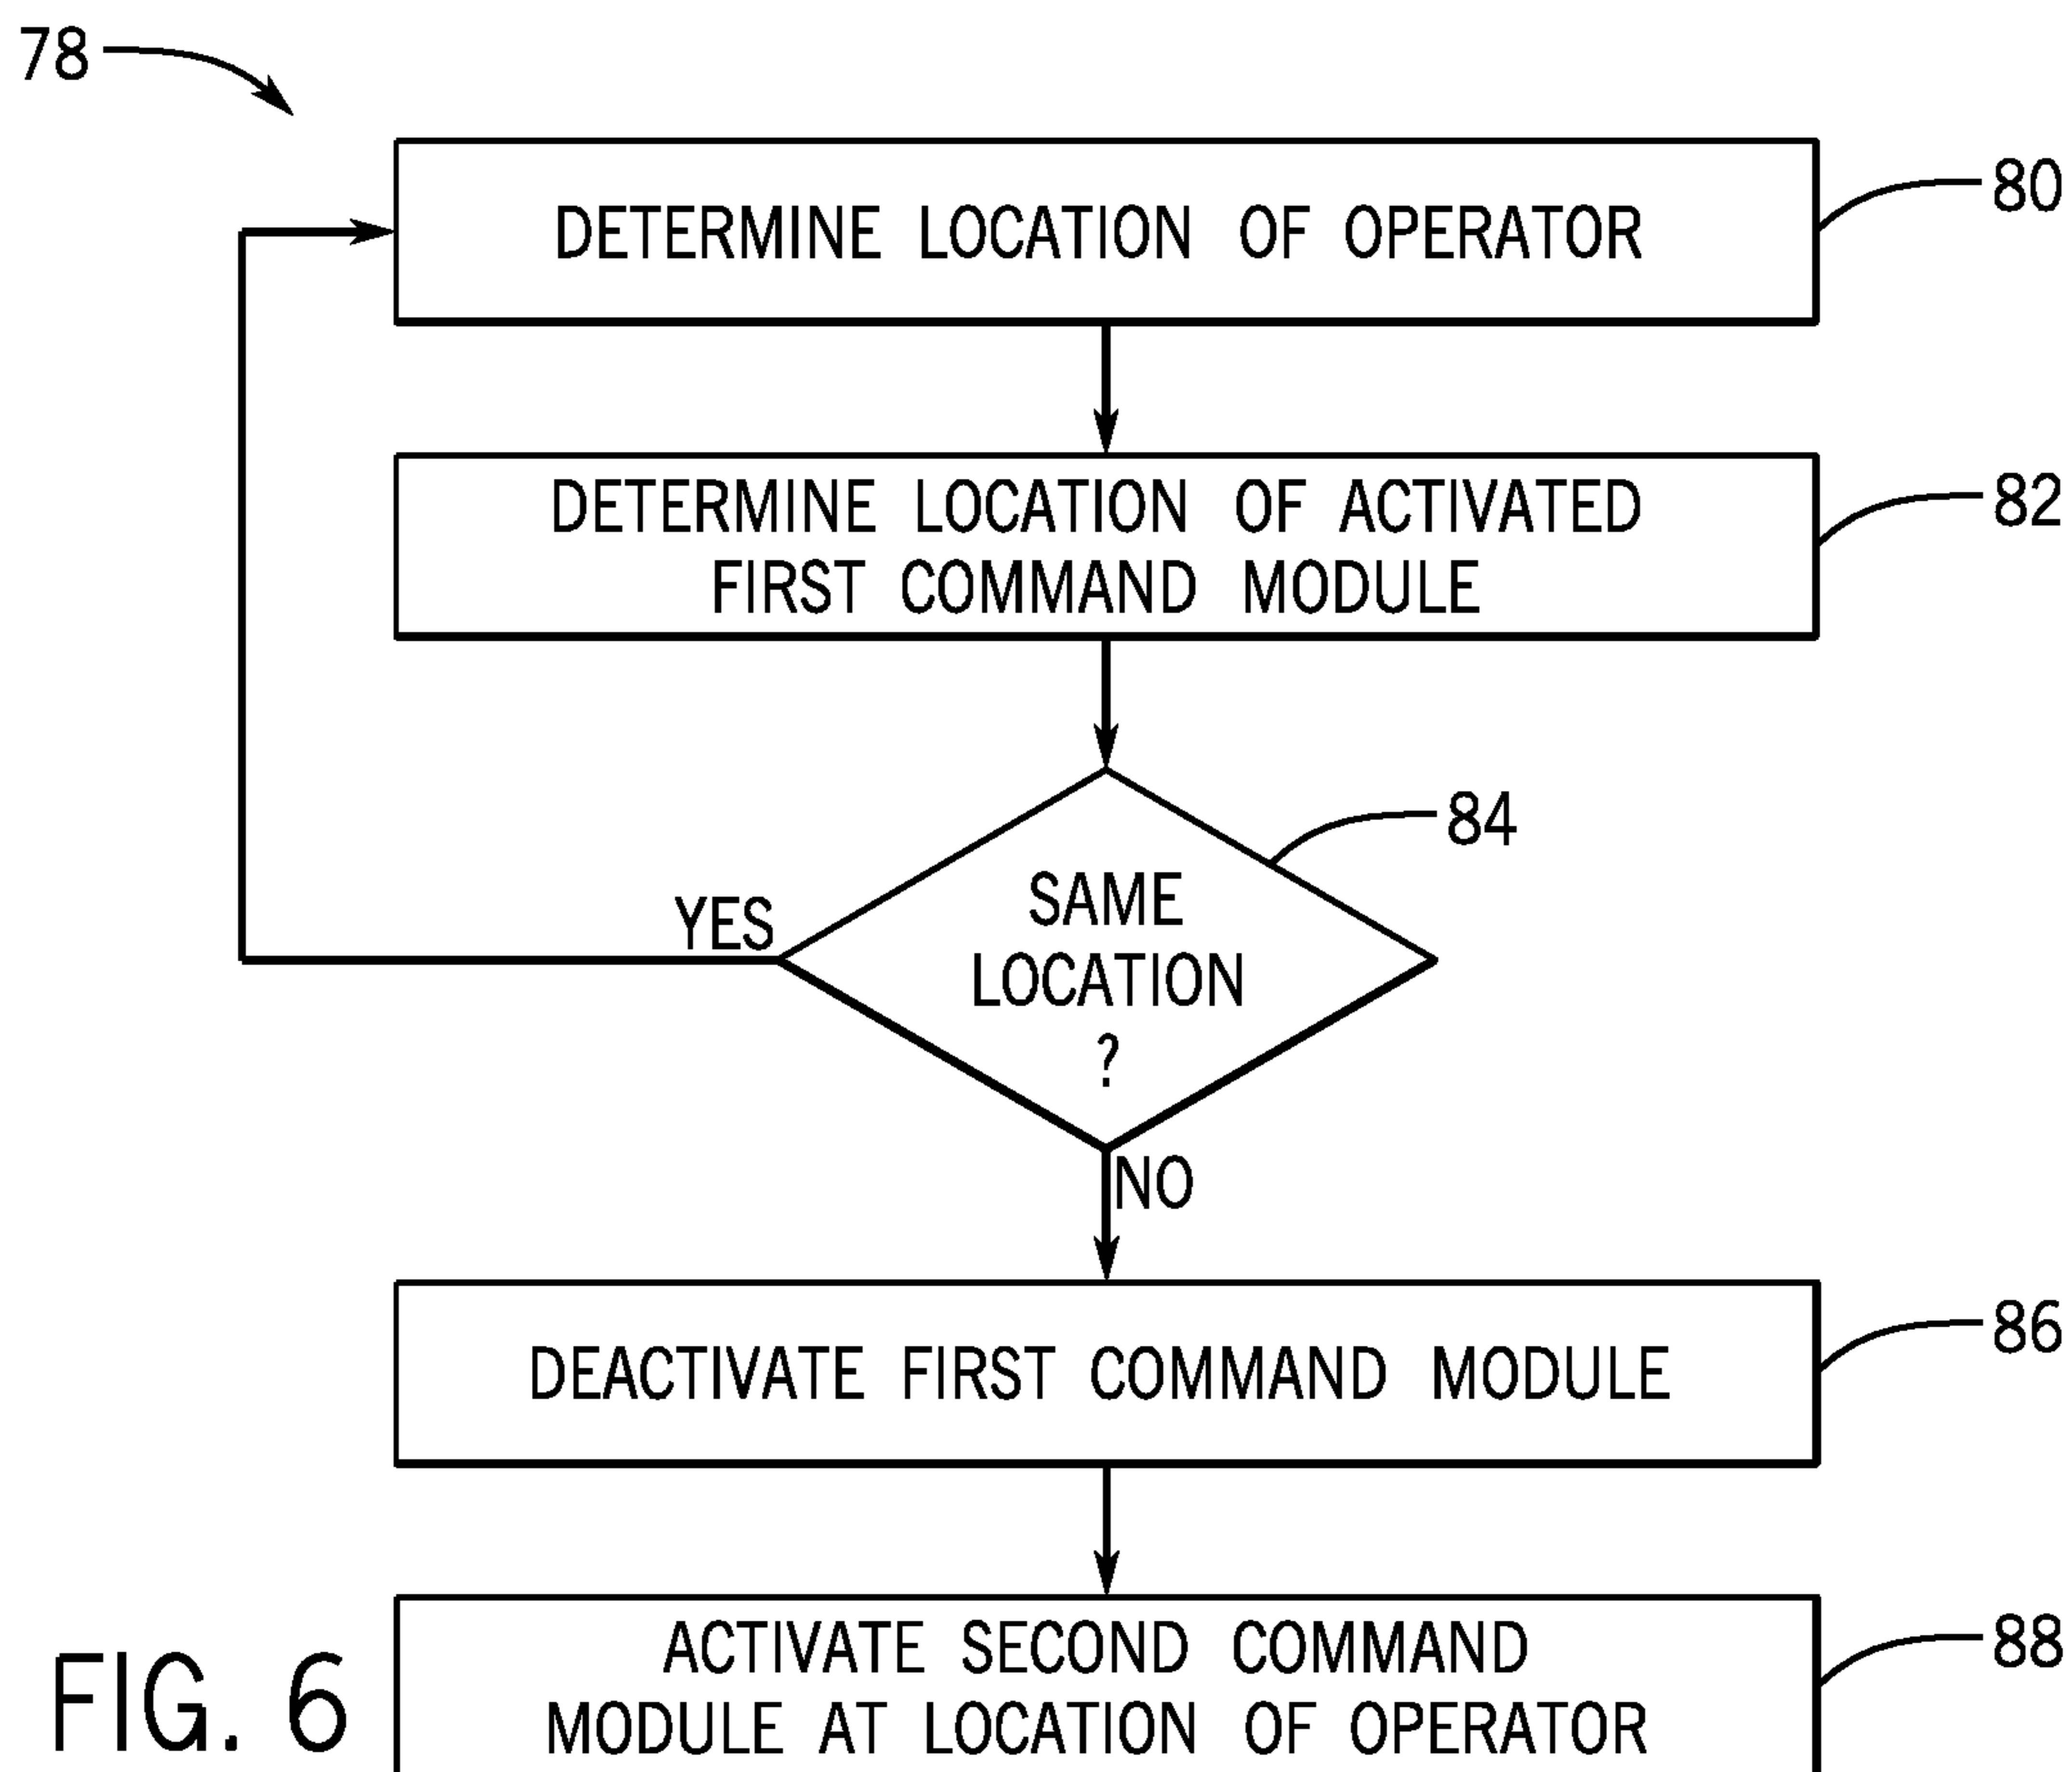 78
DETERMINE LOCATION OF OPERATOR
80
DETERMINE LOCATION OF ACTIVATED
FIRST COMMAND MODULE
82
SAME
LOCATION
?
84
YES
NO
DEACTIVATE FIRST COMMAND MODULE
86
ACTIVATE SECOND COMMAND
MODULE AT LOCATION OF OPERATOR
88
FIG. 6